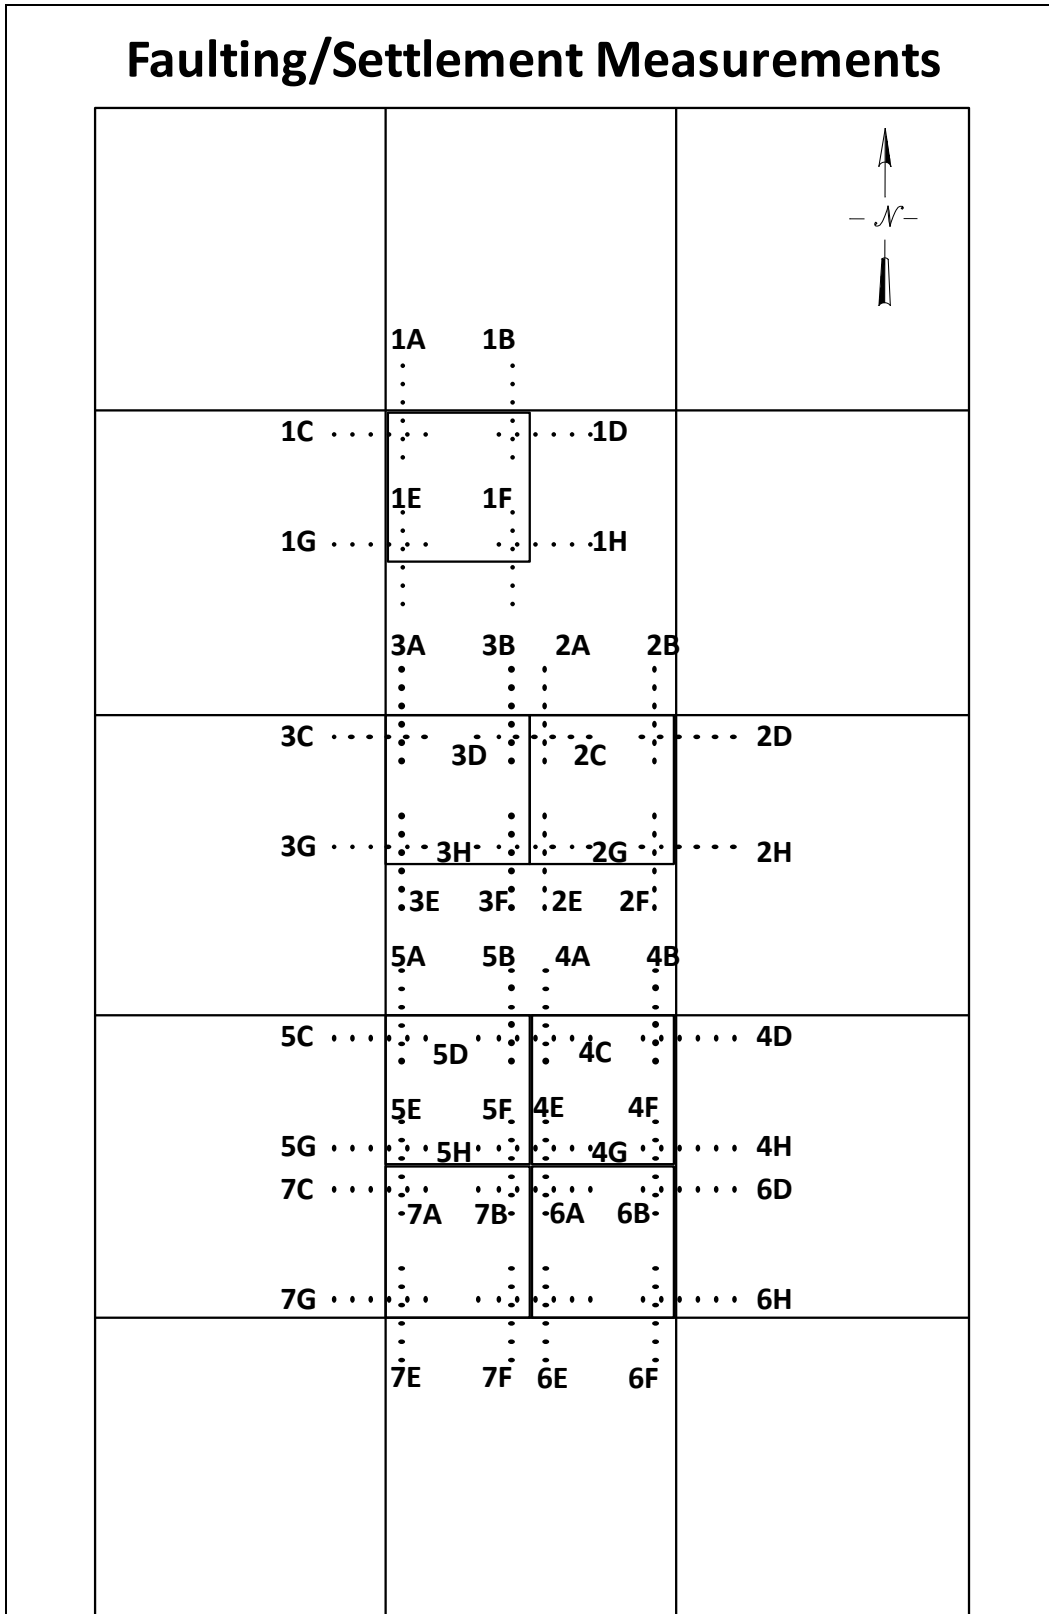 Faulting/Settlement Measurements
- N -
1A 1B
1C 1D
1E 1F
1G 1H
3A 3B 2A 2B
3C 2D
3D 2C
3G 3H 2G 2H
3E 3F 2E 2F
5A 5B 4A 4B
5C 4D
5D 4C
5E 5F 4E 4F
5G 5H 4G 4H
7C 6D
7A 7B 6A 6B
7G 6H
7E 7F 6E 6F